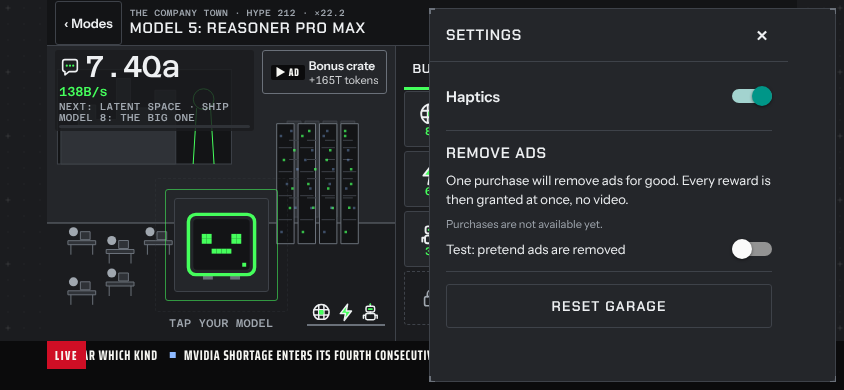 ‹ Modes
THE COMPANY TOWN · HYPE 212 · ×22.2
MODEL 5: REASONER PRO MAX
7.40a
138B/s
NEXT: LATENT SPACE · SHIP
MODEL 8: THE BIG ONE
AD
Bonus crate
+165T tokens
BU
TAP YOUR MODEL
LIVE
AR WHICH KIND
MVIDIA SHORTAGE ENTERS ITS FOURTH CONSECUTIV
SETTINGS
×
Haptics
REMOVE ADS
One purchase will remove ads for good. Every reward is
then granted at once, no video.
Purchases are not available yet.
Test: pretend ads are removed
RESET GARAGE